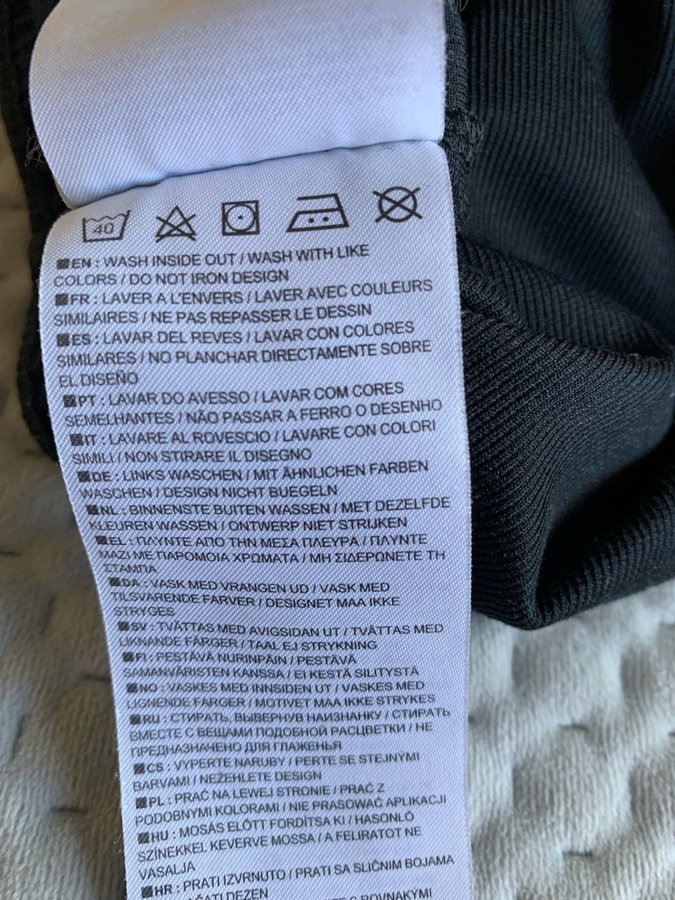 40
EN : WASH INSIDE OUT / WASH WITH LIKE
COLORS / DO NOT IRON DESIGN
FR : LAVER A L'ENVERS / LAVER AVEC COULEURS
SIMILAIRES / NE PAS REPASSER LE DESSIN
ES : LAVAR DEL REVES / LAVAR CON COLORES
SIMILARES / NO PLANCHAR DIRECTAMENTE SOBRE
EL DISEÑO
PT : LAVAR DO AVESSO / LAVAR COM CORES
SEMELHANTES / NÃO PASSAR A FERRO O DESENHO
IT : LAVARE AL ROVESCIO / LAVARE CON COLORI
SIMILI / NON STIRARE IL DISEGNO
DE : LINKS WASCHEN / MIT ÄHNLICHEN FARBEN
WASCHEN / DESIGN NICHT BUEGELN
NL : BINNENSTE BUITEN WASSEN / MET DEZELFDE
KLEUREN WASSEN / ONTWERP NIET STRIJKEN
EL : ΠΛΥΝΤΕ ΑΠΟ ΤΗΝ ΜΕΣΑ ΠΛΕΥΡΑ / ΠΛΥΝΤΕ
ΜΑΖΙ ΜΕ ΠΑΡΟΜΟΙΑ ΧΡΩΜΑΤΑ / ΜΗ ΣΙΔΕΡΩΝΕΤΕ ΤΗ
ΣΤΑΜΠΑ
DA : VASK MED VRANGEN UD / VASK MED
TILSVARENDE FARVER / DESIGNET MAA IKKE
STRYGES
SV : TVÄTTAS MED AVIGSIDAN UT / TVÄTTAS MED
LIKNANDE FÄRGER / TAAL EJ STRYKNING
FI : PESTÄVÄ NURINPÄIN / PESTÄVÄ
SAMANVÄRISTEN KANSSA / EI KESTÄ SILITYSTÄ
NO : VASKES MED INNSIDEN UT / VASKES MED
LIGNENDE FARGER / MOTIVET MAA IKKE STRYKES
RU : СТИРАТЬ, ВЫВЕРНУВ НАИЗНАНКУ / СТИРАТЬ
ВМЕСТЕ С ВЕЩАМИ ПОДОБНОЙ РАСЦВЕТКИ / НЕ
ПРЕДНАЗНАЧЕНО ДЛЯ ГЛАЖЕНЬЯ
CS : VYPERTE NARUBY / PERTE SE STEJNÝMI
BARVAMI / NEŽEHLETE DESIGN
PL : PRAĆ NA LEWEJ STRONIE / PRAĆ Z
PODOBNYMI KOLORAMI / NIE PRASOWAĆ APLIKACJI
HU : MOSÁS ELŐTT FORDÍTSA KI / HASONLÓ
SZÍNEKKEL KEVERVE MOSSA / A FELIRATOT NE
VASALJA
HR : PRATI IZVRNUTO / PRATI SA SLIČNIM BOJAMA
DEZEN
S ROVNAKÝMI